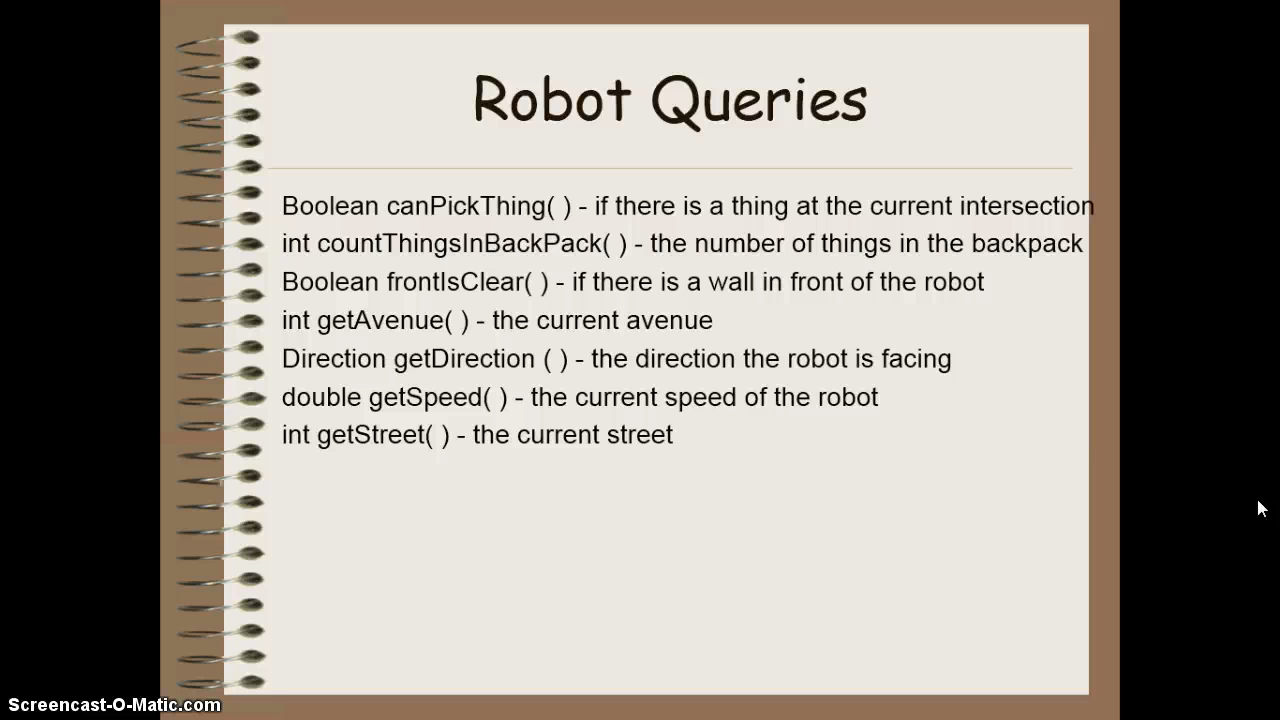 Robot Queries
Boolean canPickThing( ) - if there is a thing at the current intersection
int countThingsInBackPack( ) - the number of things in the backpack
Boolean frontIsClear( ) - if there is a wall in front of the robot
int getAvenue( ) - the current avenue
Direction getDirection ( ) - the direction the robot is facing
double getSpeed( ) - the current speed of the robot
int getStreet( ) - the current street
Screencast-O-Matic.com